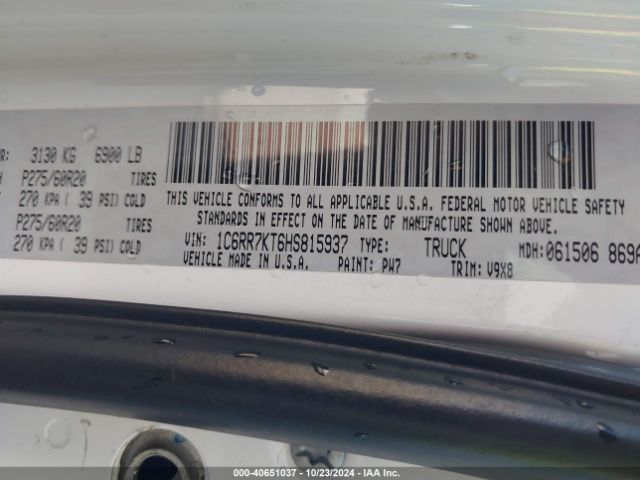 3130 KG 6900 LB
P275/60R20 TIRES
270 KPA ( 39 PSI) COLD
P275/60R20 TIRES
270 KPA ( 39 PSI) COLD
THIS VEHICLE CONFORMS TO ALL APPLICABLE U.S.A. FEDERAL MOTOR VEHICLE SAFETY
STANDARDS IN EFFECT ON THE DATE OF MANUFACTURE SHOWN ABOVE.
VIN: 1C6RR7KT6HS815937 TYPE: TRUCK MDH: 061506 869A
VEHICLE MADE IN U.S.A. PAINT: PW7 TRIM: V9X8
000-40651037 - 10/23/2024 - IAA Inc.